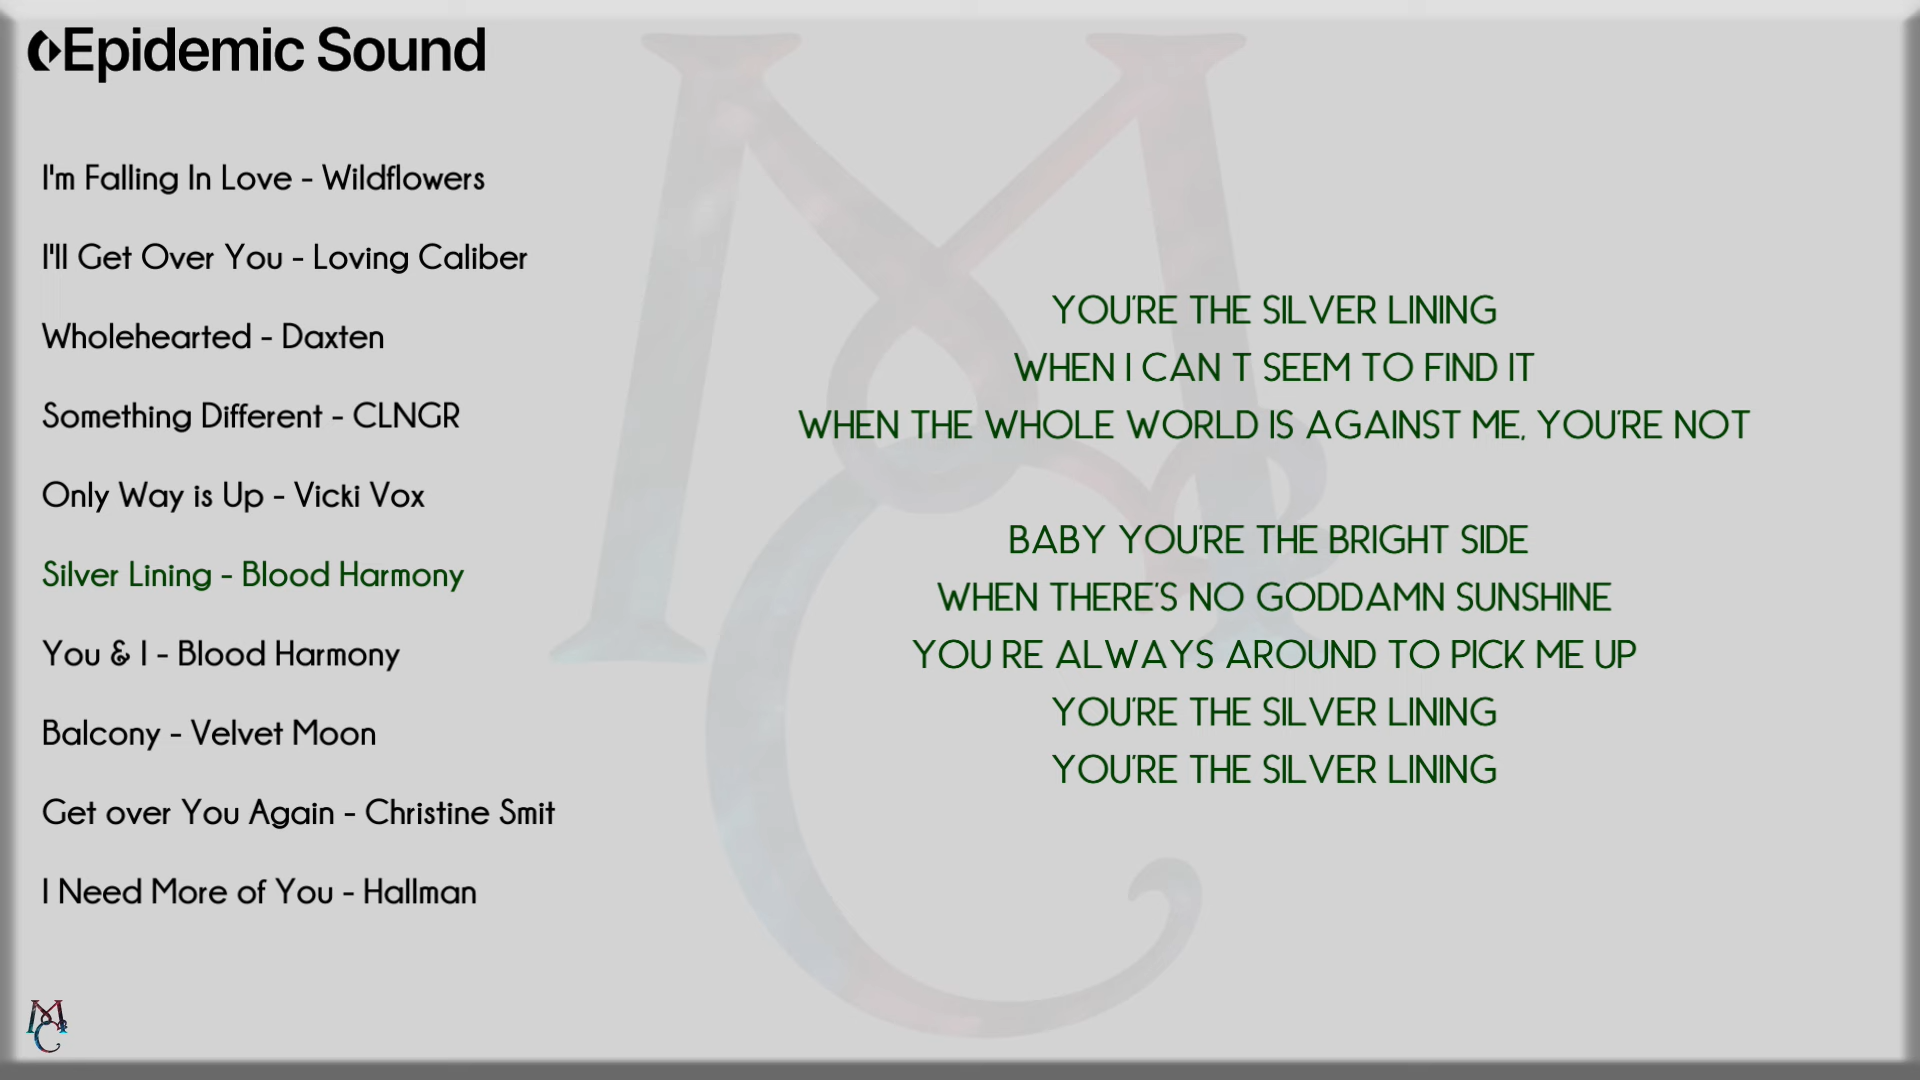 Epidemic Sound
I'm Falling In Love - Wildflowers
I'll Get Over You - Loving Caliber
Wholehearted - Daxten
Something Different - CLNGR
Only Way is Up - Vicki Vox
Silver Lining - Blood Harmony
You & I - Blood Harmony
Balcony - Velvet Moon
Get over You Again - Christine Smit
I Need More of You - Hallman
YOU'RE THE SILVER LINING
WHEN I CAN T SEEM TO FIND IT
WHEN THE WHOLE WORLD IS AGAINST ME, YOU'RE NOT
BABY YOU'RE THE BRIGHT SIDE
WHEN THERE'S NO GODDAMN SUNSHINE
YOU RE ALWAYS AROUND TO PICK ME UP
YOU'RE THE SILVER LINING
YOU'RE THE SILVER LINING